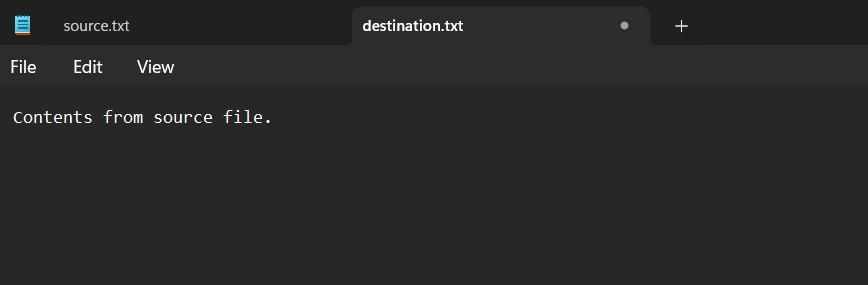 source.txt
destination.txt
File Edit View
Contents from source file.